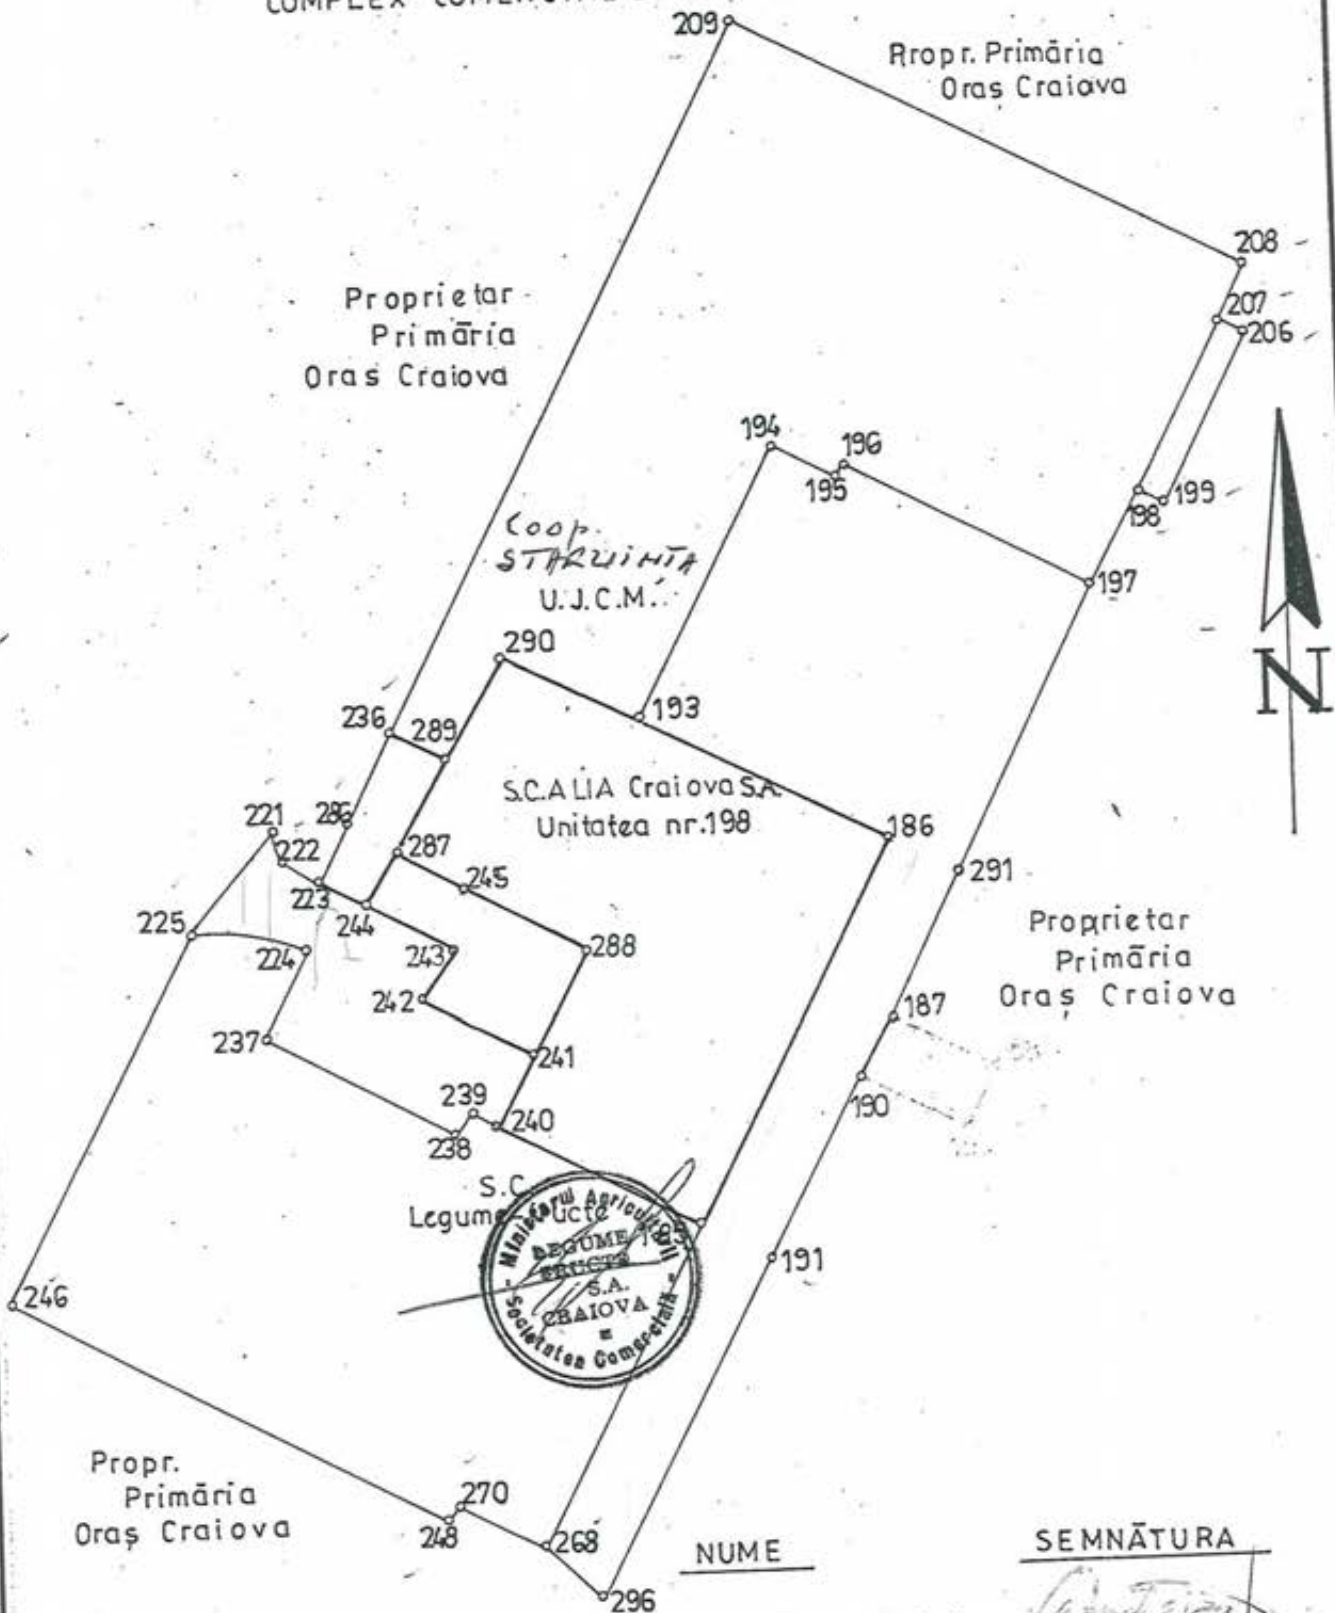 COMPLEX COMERCIAL
209
Propr. Primăria
Oraș Craiova
208
207
206
Proprietar
Primăria
Oras Craiova
194
196
195
199
198
197
Coop.
U.J.C.M.
290
N
193
236
289
S.C. ALIA Craiova S.A.
Unitatea nr.198
186
221
286
222
287
291
223
245
244
225
224
243
288
Proprietar
Primăria
Oraș Craiova
242
187
237
241
239
240
190
238
S.C.
Legume-Fructe
Ministerul Agriculturii
LEGUME
FRUCTE
S.A.
CRAIOVA
Societatea Comercială
191
246
Propr.
Primăria
Oraș Craiova
270
248
268
NUME
SEMNĂTURA
296